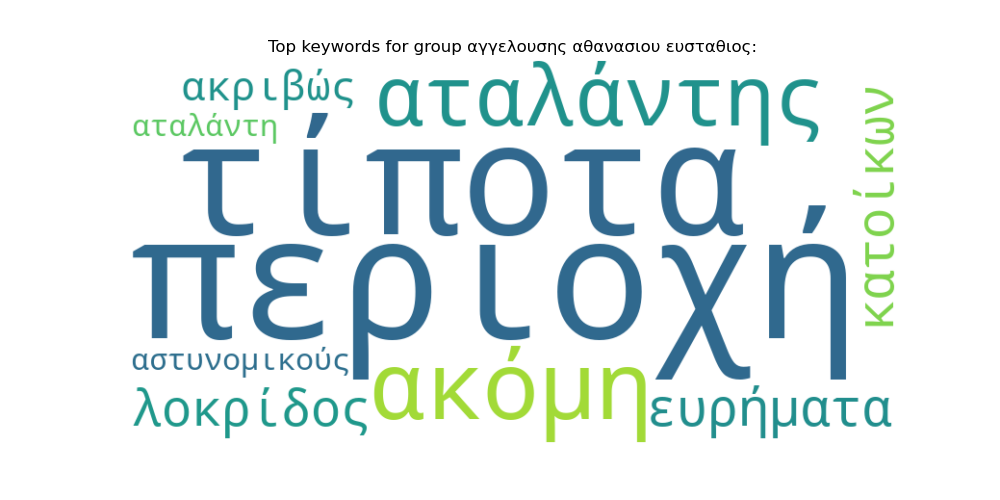 Top keywords for group αγγελουσης αθανασιου ευσταθιος:
ακριβώς
αταλάντης
αταλάντη
τίποτα
κατοίκων
περιοχή
αστυνομικούς
ακόμη
λοκρίδος
ευρήματα